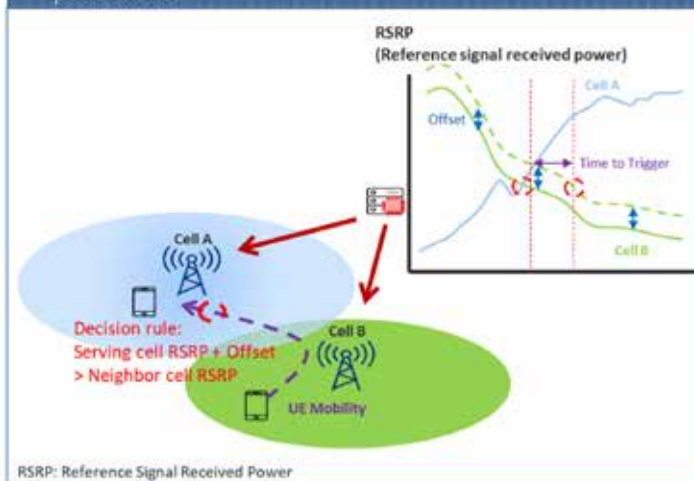 RSRP
(Reference signal received power)
Cell A
Offset
Time to Trigger
Cell B
Cell A
Decision rule:
Serving cell RSRP + Offset
> Neighbor cell RSRP
Cell B
UE Mobility
RSRP: Reference Signal Received Power